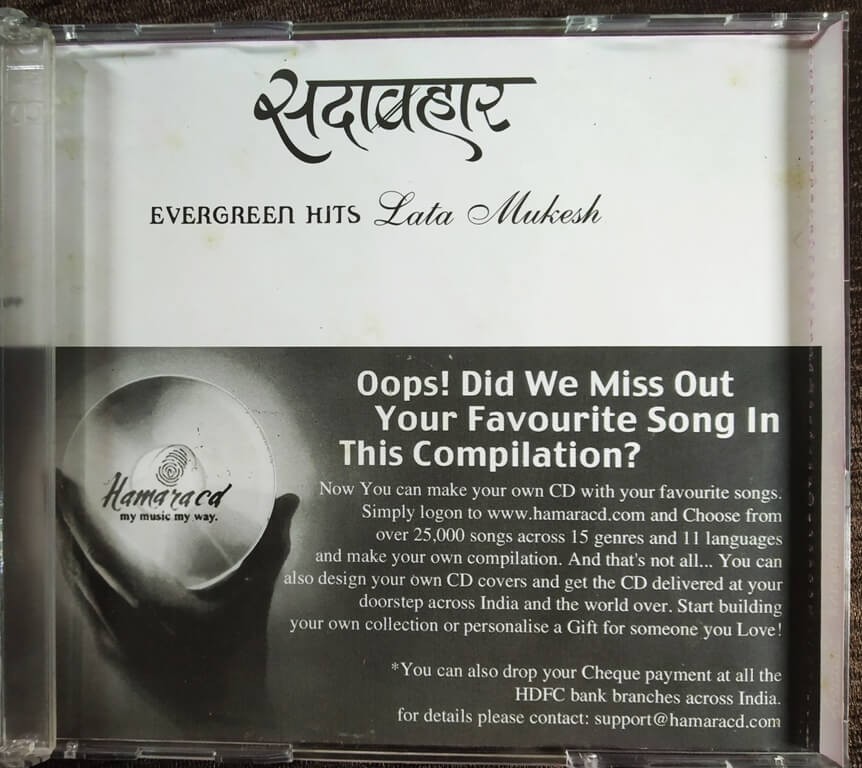 सदाबहार
EVERGREEN HITS Lata Mukesh
Oops! Did We Miss Out
Your Favourite Song In
This Compilation?
Hamaracd
my music my way.
Now You can make your own CD with your favourite songs.
Simply logon to www.hamaracd.com and Choose from
over 25,000 songs across 15 genres and 11 languages
and make your own compilation. And that's not all... You can
also design your own CD covers and get the CD delivered at your
doorstep across India and the world over. Start building
your own collection or personalise a Gift for someone you Love!
*You can also drop your Cheque payment at all the
HDFC bank branches across India.
for details please contact: support@hamaracd.com